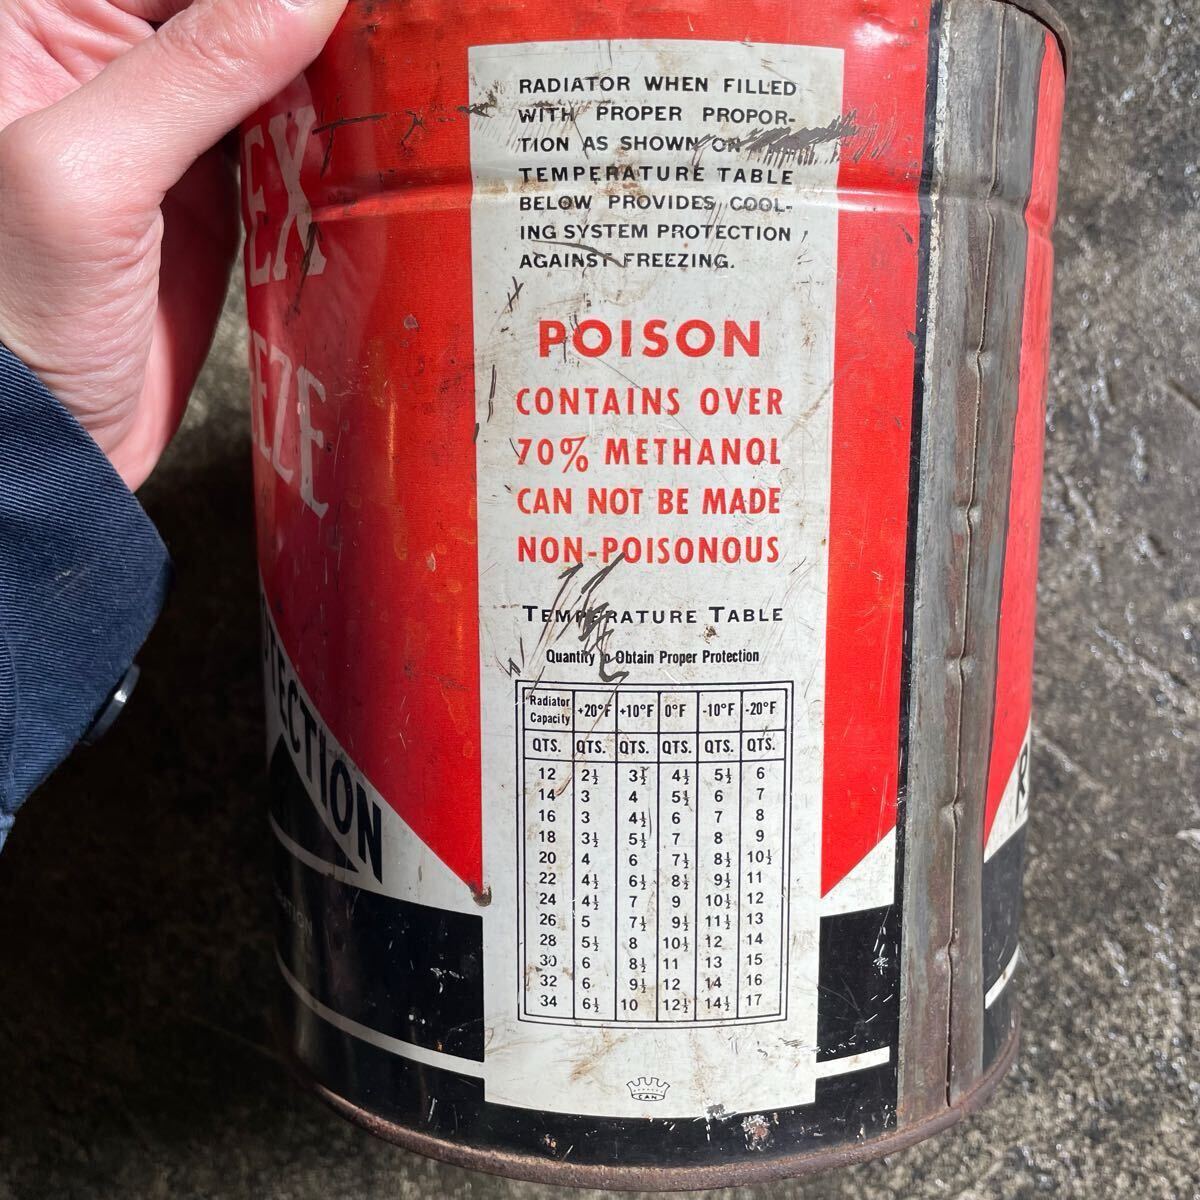 RADIATOR WHEN FILLED
WITH PROPER PROPOR-
TION AS SHOWN ON
TEMPERATURE TABLE
BELOW PROVIDES COOL-
ING SYSTEM PROTECTION
AGAINST FREEZING.
EX
EZE
POISON
CONTAINS OVER
70% METHANOL
CAN NOT BE MADE
NON-POISONOUS
TECTION
TEMPERATURE TABLE
Quantity to Obtain Proper Protection
Radiator Capacity +20°F +10°F 0°F -10°F -20°F
QTS. QTS. QTS. QTS. QTS. QTS.
12 2½ 3½ 4½ 5½ 6
14 3 4 5½ 6 7
16 3 4½ 6 7 8
18 3½ 5½ 7 8 9
20 4 6 7½ 8½ 10½
22 4½ 6½ 8½ 9½ 11
24 4½ 7 9 10½ 12
26 5 7½ 9½ 11½ 13
28 5½ 8 10½ 12 14
30 6 8½ 11 13 15
32 6 9½ 12 14 16
34 6½ 10 12½ 14½ 17
CAN